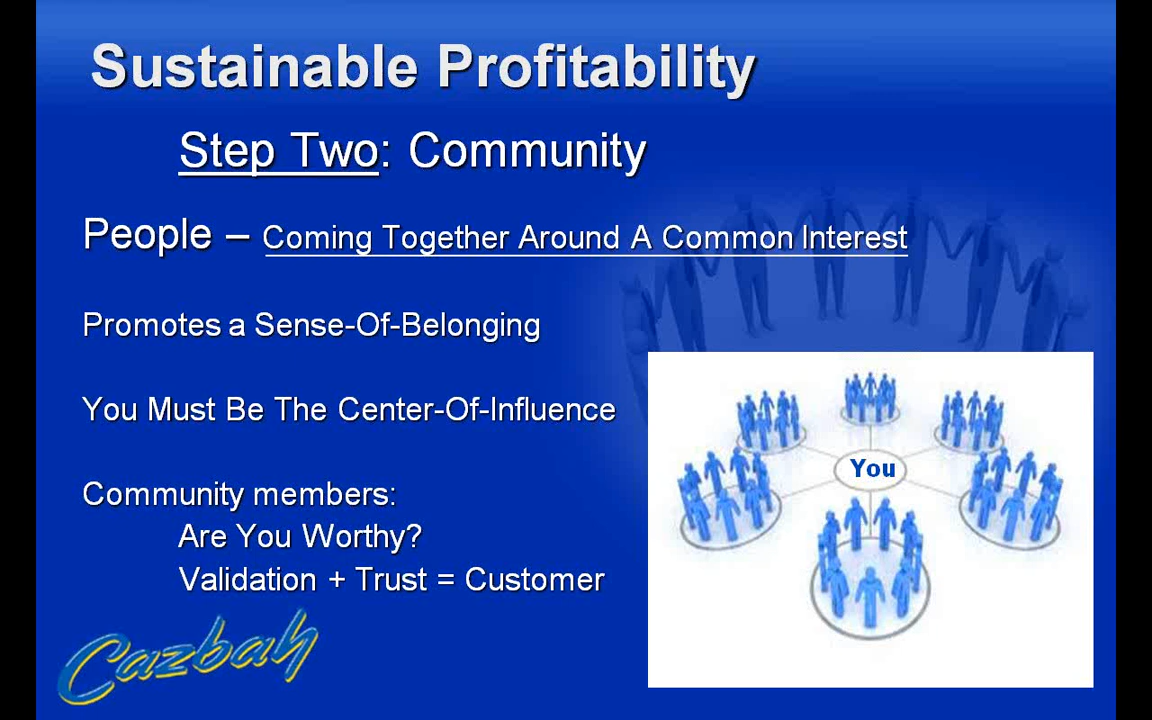 Sustainable Profitability
Step Two: Community
People – Coming Together Around A Common Interest
Promotes a Sense-Of-Belonging
You Must Be The Center-Of-Influence
You
Community members:
Are You Worthy?
Validation + Trust = Customer
Cazbah